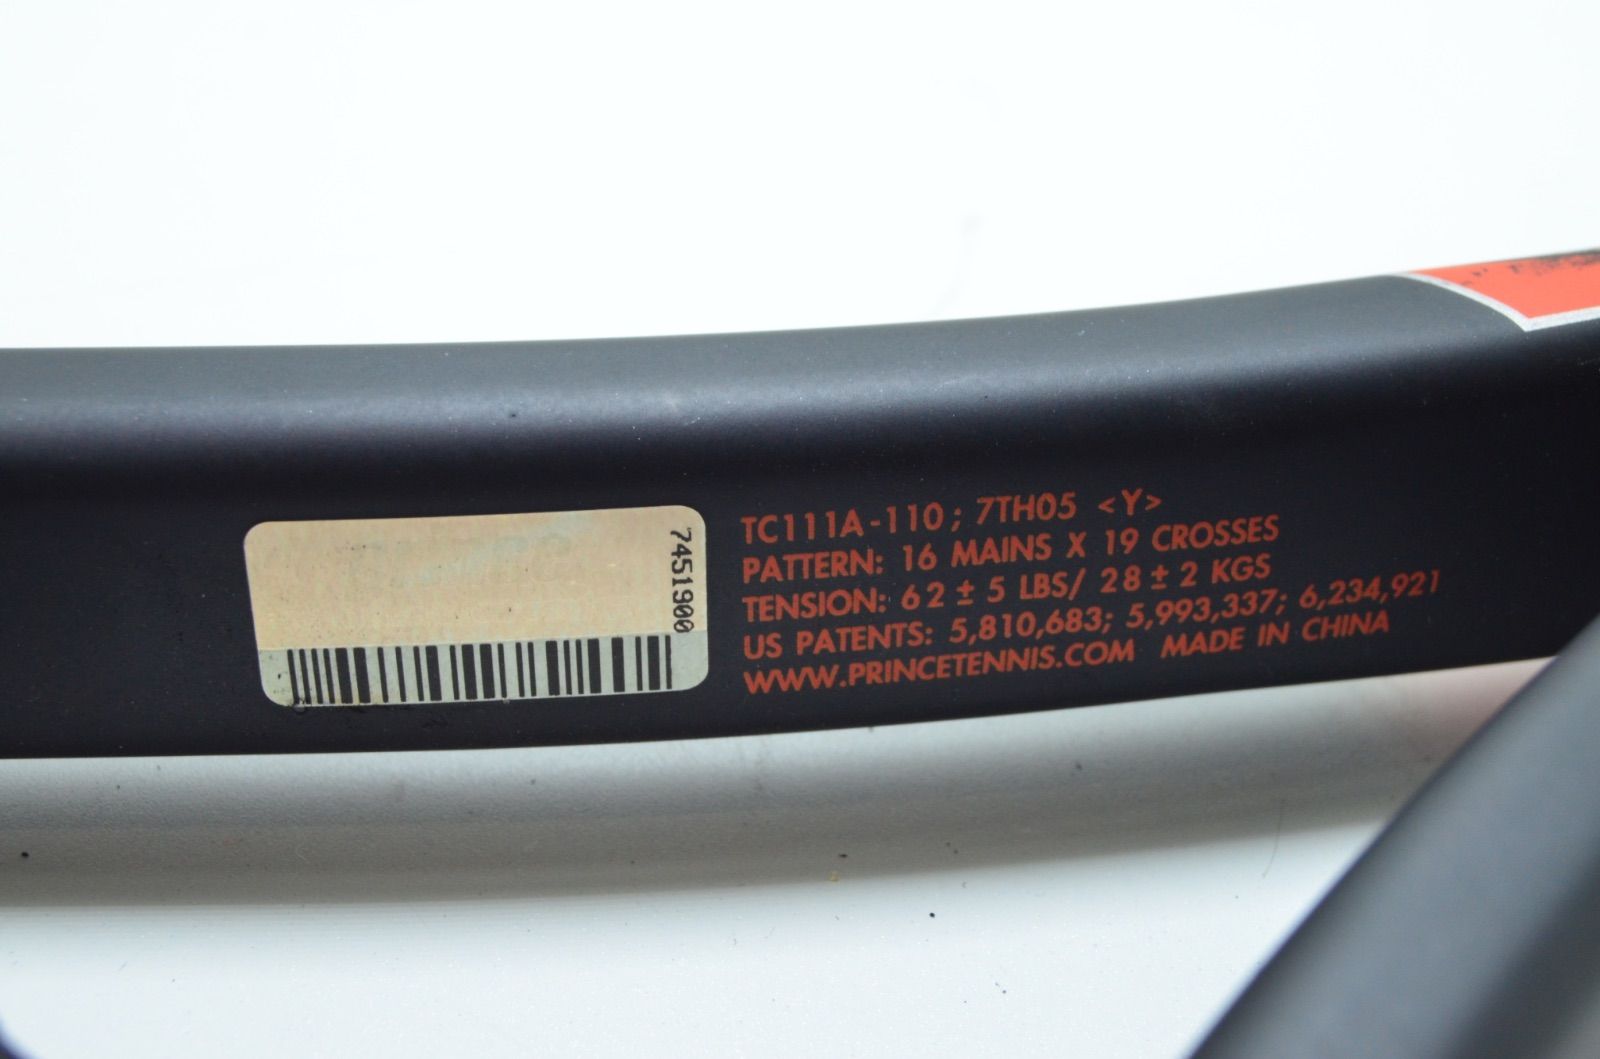 7451900
TC111A-110; 7TH05 <Y>
PATTERN: 16 MAINS X 19 CROSSES
TENSION: 62 ± 5 LBS/ 28 ± 2 KGS
US PATENTS: 5,810,683; 5,993,337; 6,234,921
WWW.PRINCETENNIS.COM MADE IN CHINA